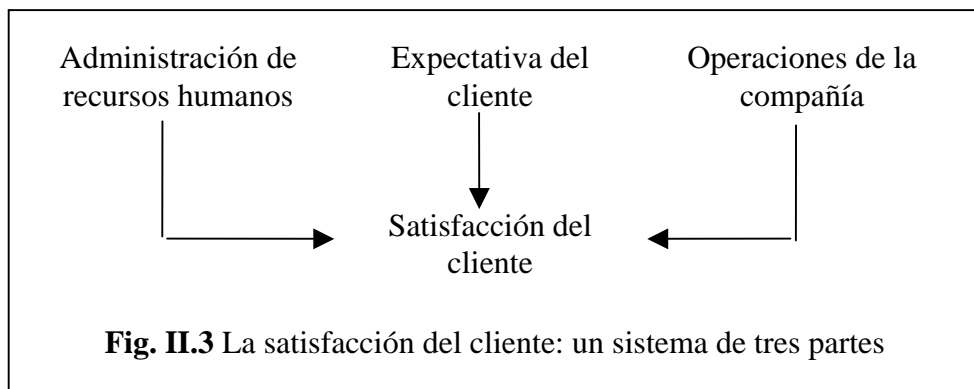 Administración de
recursos humanos
Expectativa del
cliente
Operaciones de la
compañía
Satisfacción del
cliente
Fig. II.3 La satisfacción del cliente: un sistema de tres partes